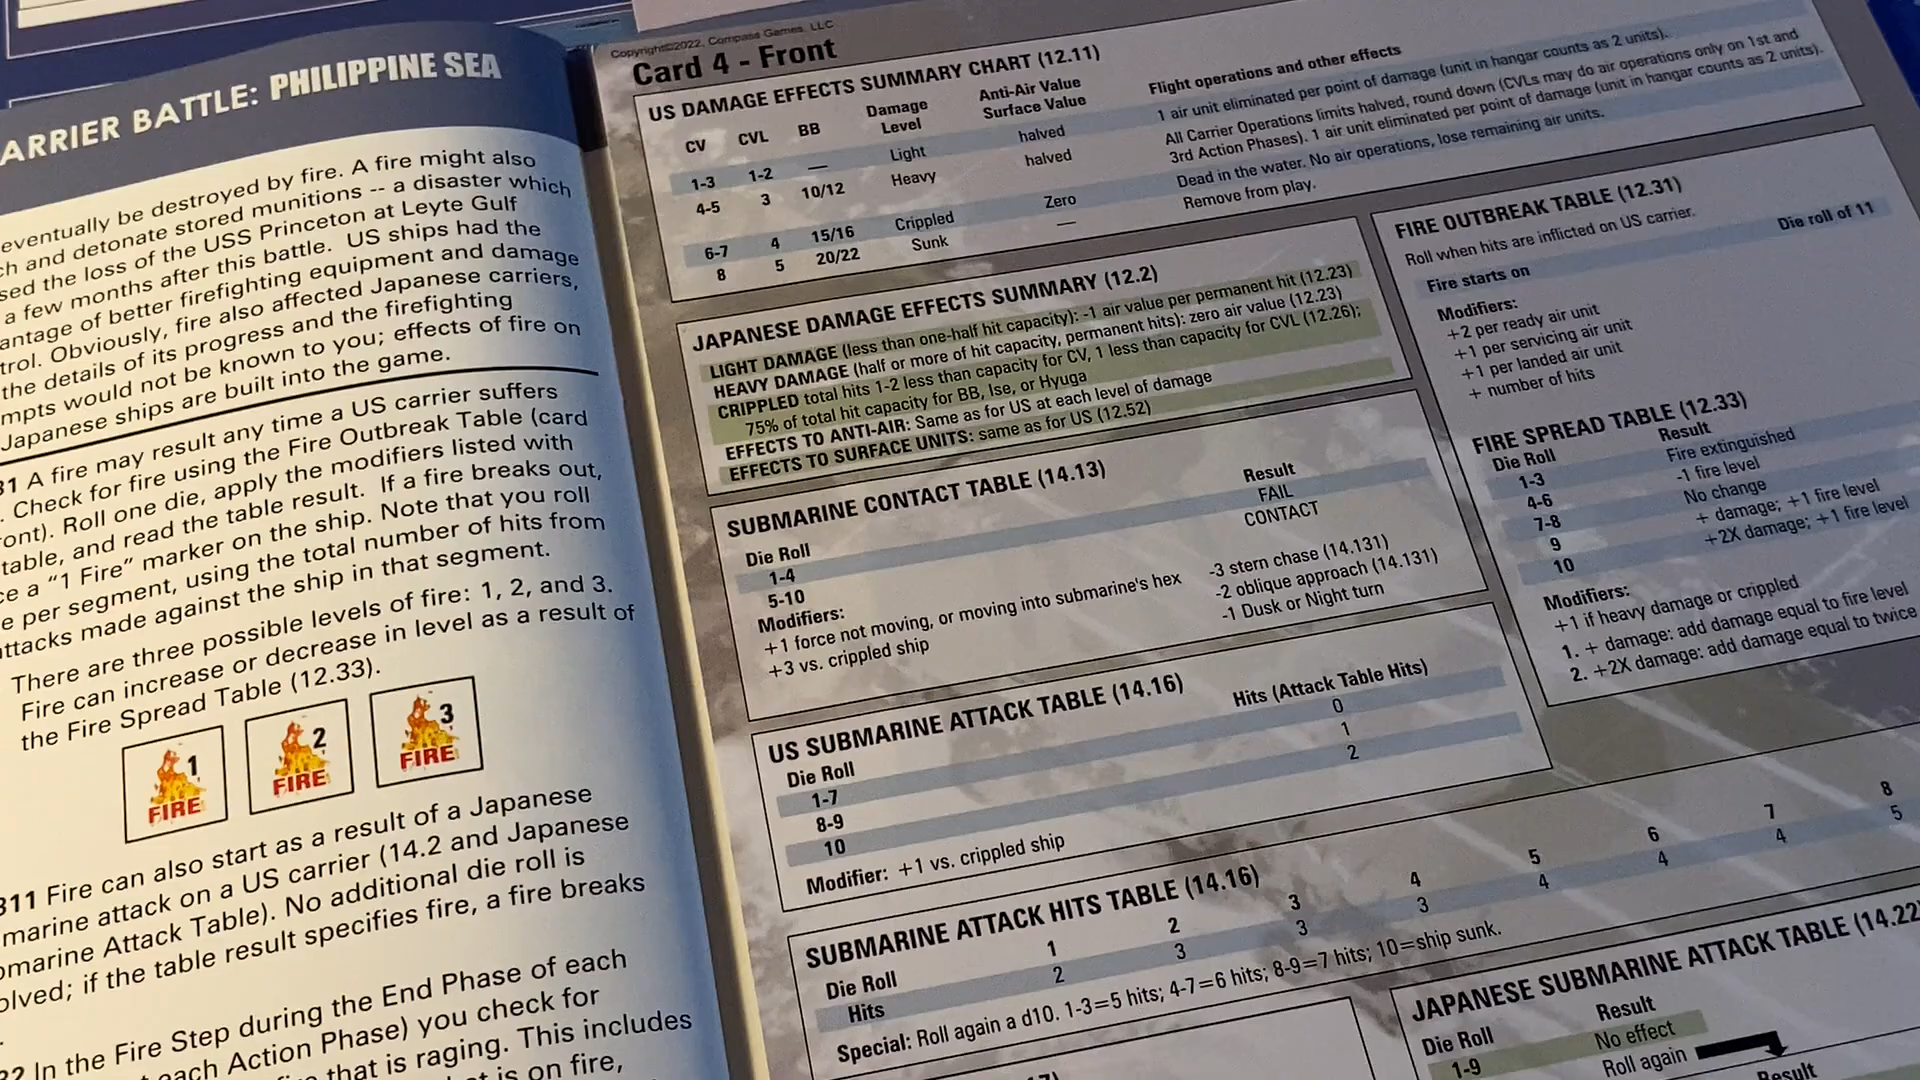 CARRIER BATTLE: PHILIPPINE SEA
eventually be destroyed by fire. A fire might also
and detonate stored munitions -- a disaster which
the loss of the USS Princeton at Leyte Gulf
a few months after this battle. US ships had the
of better firefighting equipment and damage
Obviously, fire also affected Japanese carriers,
the details of its progress and the firefighting
would not be known to you; effects of fire on
Japanese ships are built into the game.
A fire may result any time a US carrier suffers
Check for fire using the Fire Outbreak Table (card
Roll one die, apply the modifiers listed with
table, and read the table result. If a fire breaks out,
a "1 Fire" marker on the ship. Note that you roll
per segment, using the total number of hits from
attacks made against the ship in that segment.
There are three possible levels of fire: 1, 2, and 3.
Fire can increase or decrease in level as a result of
the Fire Spread Table (12.33).
1
FIRE
2
FIRE
3
FIRE
311 Fire can also start as a result of a Japanese
attack on a US carrier (14.2 and Japanese
Attack Table). No additional die roll is
if the table result specifies fire, a fire breaks
In the Fire Step during the End Phase of each
each Action Phase) you check for
that is raging. This includes
is on fire,
Copyright©2022, Compass Games, LLC
Card 4 - Front
US DAMAGE EFFECTS SUMMARY CHART (12.11)
CV CVL BB Damage Level Anti-Air Value Surface Value Flight operations and other effects
1-3 1-2 — Light halved 1 air unit eliminated per point of damage (unit in hangar counts as 2 units).
4-5 3 10/12 Heavy halved All Carrier Operations limits halved, round down (CVLs may do air operations only on 1st and
3rd Action Phases). 1 air unit eliminated per point of damage (unit in hangar counts as 2 units).
6-7 4 15/16 Crippled Zero Dead in the water. No air operations, lose remaining air units.
8 5 20/22 Sunk — Remove from play.
JAPANESE DAMAGE EFFECTS SUMMARY (12.2)
LIGHT DAMAGE (less than one-half hit capacity): -1 air value per permanent hit (12.23)
HEAVY DAMAGE (half or more of hit capacity, permanent hits): zero air value (12.23)
CRIPPLED total hits 1-2 less than capacity for CV, 1 less than capacity for CVL (12.26);
75% of total hit capacity for BB, Ise, or Hyuga
EFFECTS TO ANTI-AIR: Same as for US at each level of damage
EFFECTS TO SURFACE UNITS: same as for US (12.52)
SUBMARINE CONTACT TABLE (14.13)
Die Roll Result
1-4 FAIL
5-10 CONTACT
Modifiers:
+1 force not moving, or moving into submarine's hex
+3 vs. crippled ship
-3 stern chase (14.131)
-2 oblique approach (14.131)
-1 Dusk or Night turn
US SUBMARINE ATTACK TABLE (14.16)
Die Roll Hits (Attack Table Hits)
1-7 0
8-9 1
10 2
Modifier: +1 vs. crippled ship
SUBMARINE ATTACK HITS TABLE (14.16)
Die Roll 1 2 3 4 5 6 7 8
Hits 2 3 3 3 4 4 4 5
Special: Roll again a d10. 1-3=5 hits; 4-7=6 hits; 8-9=7 hits; 10=ship sunk.
FIRE OUTBREAK TABLE (12.31)
Roll when hits are inflicted on US carrier.
Fire starts on Die roll of 11
Modifiers:
+2 per ready air unit
+1 per servicing air unit
+1 per landed air unit
+ number of hits
FIRE SPREAD TABLE (12.33)
Die Roll Result
1-3 Fire extinguished
4-6 -1 fire level
7-8 No change
9 + damage; +1 fire level
10 +2X damage; +1 fire level
Modifiers:
+1 if heavy damage or crippled
1. + damage: add damage equal to fire level
2. +2X damage: add damage equal to twice
JAPANESE SUBMARINE ATTACK TABLE (14.22
Die Roll Result
1-9 No effect
Roll again
Result